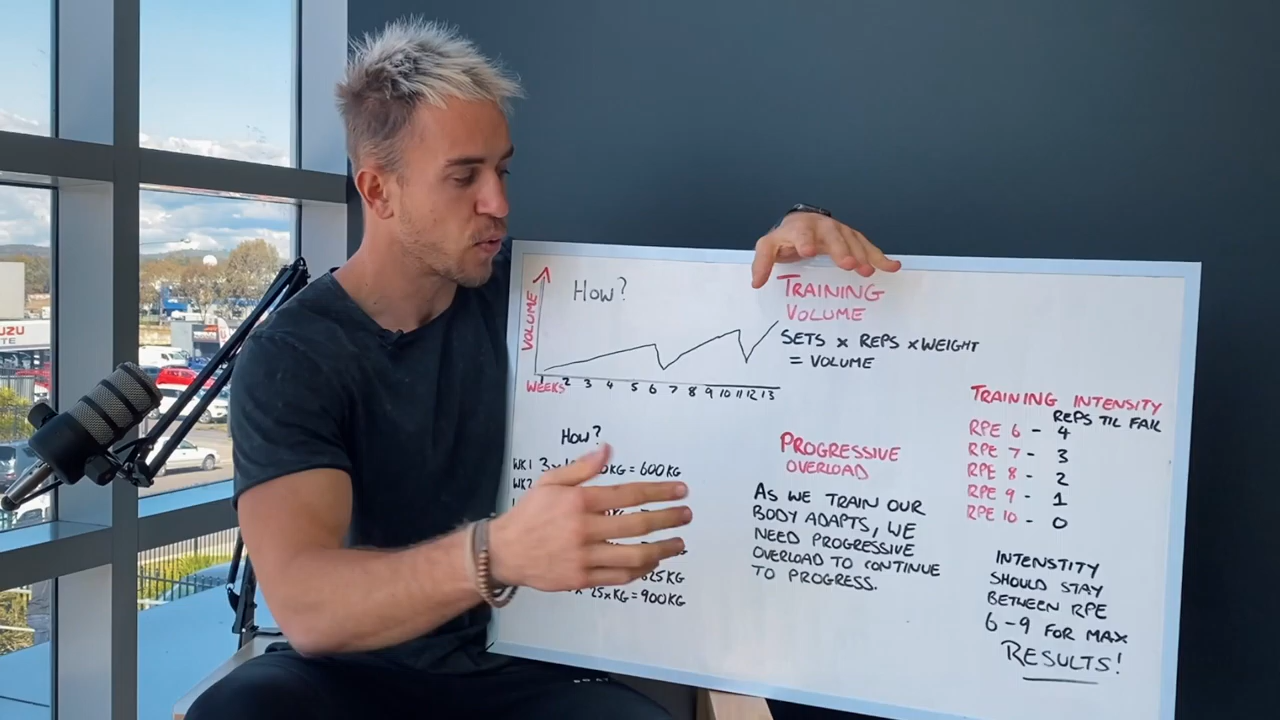 How?
VOLUME
WEEKS
1 2 3 4 5 6 7 8 9 10 11 12 13
How?
WK1 3x = 600KG
WK2
625KG
25xKG = 900KG
TRAINING
VOLUME
SETS x REPS x WEIGHT
= VOLUME
PROGRESSIVE
OVERLOAD
AS WE TRAIN OUR
BODY ADAPTS, WE
NEED PROGRESSIVE
OVERLOAD TO CONTINUE
TO PROGRESS.
TRAINING INTENSITY
REPS TIL FAIL
RPE 6 - 4
RPE 7 - 3
RPE 8 - 2
RPE 9 - 1
RPE 10 - 0
INTENSTITY
SHOULD STAY
BETWEEN RPE
6-9 FOR MAX
RESULTS!